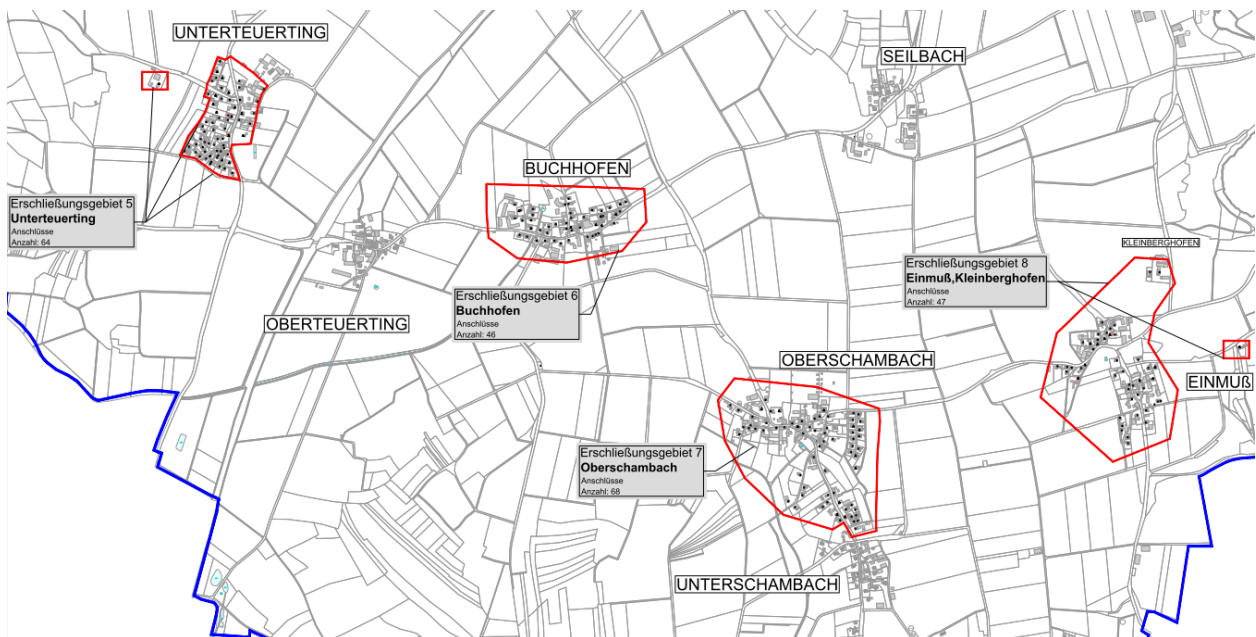 UNTERTEUERTING
SEILBACH
BUCHHOFEN
Erschließungsgebiet 5
Unterteuerting
Anschlüsse
Anzahl: 64
KLEINBERGHOFEN
Erschließungsgebiet 8
Einmuß,Kleinberghofen
Anschlüsse
Anzahl: 47
Erschließungsgebiet 6
Buchhofen
Anschlüsse
Anzahl: 46
OBERTEUERTING
OBERSCHAMBACH
EINMUß
Erschließungsgebiet 7
Oberschambach
Anschlüsse
Anzahl: 68
UNTERSCHAMBACH